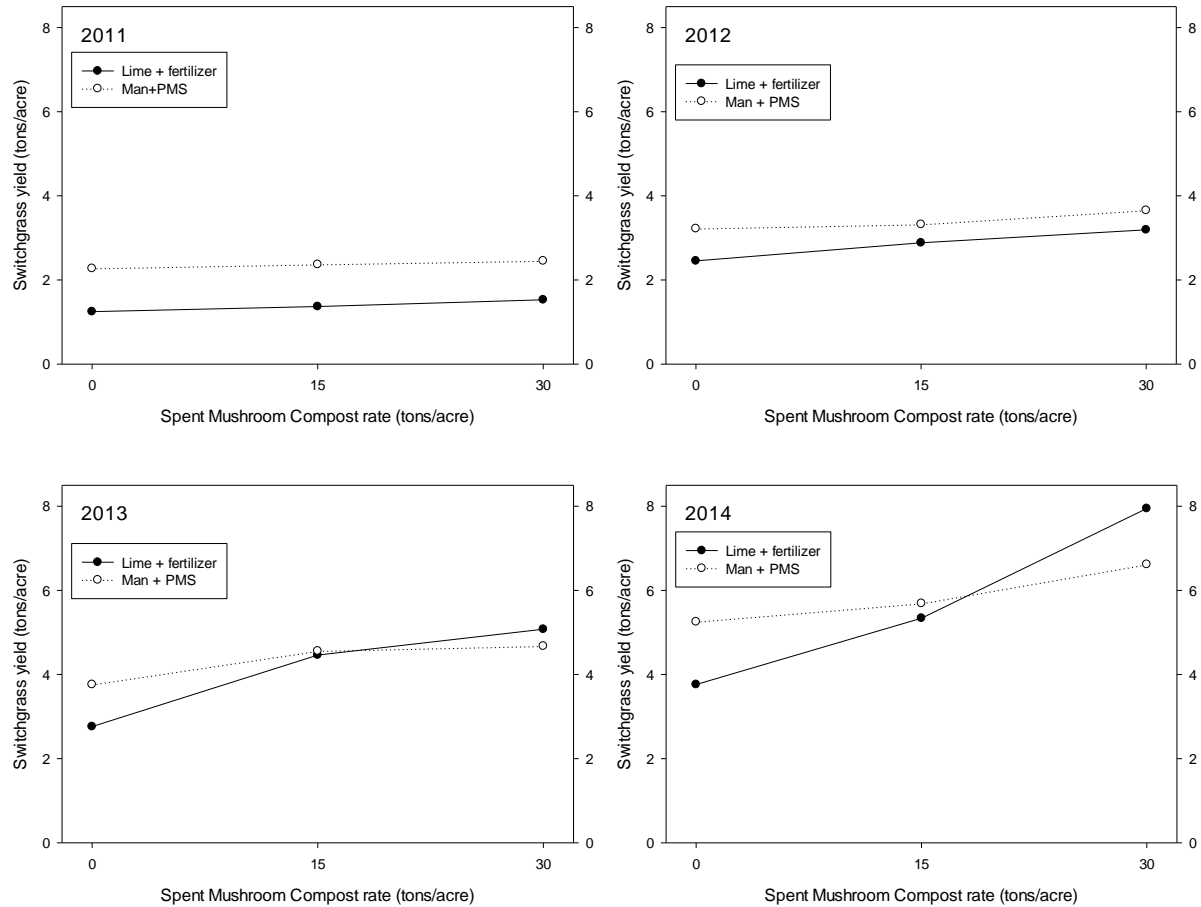 2011
Lime + fertilizer
Man+PMS
Switchgrass yield (tons/acre)
8
6
4
2
0
8
6
4
2
0
0 15 30
Spent Mushroom Compost rate (tons/acre)
2012
Lime + fertilizer
Man + PMS
Switchgrass yield (tons/acre)
8
6
4
2
0
8
6
4
2
0
0 15 30
Spent Mushroom Compost rate (tons/acre)
2013
Lime + fertilizer
Man + PMS
Switchgrass yield (tons/acre)
8
6
4
2
0
8
6
4
2
0
0 15 30
Spent Mushroom Compost rate (tons/acre)
2014
Lime + fertilizer
Man + PMS
Switchgrass yield (tons/acre)
8
6
4
2
0
8
6
4
2
0
0 15 30
Spent Mushroom Compost rate (tons/acre)